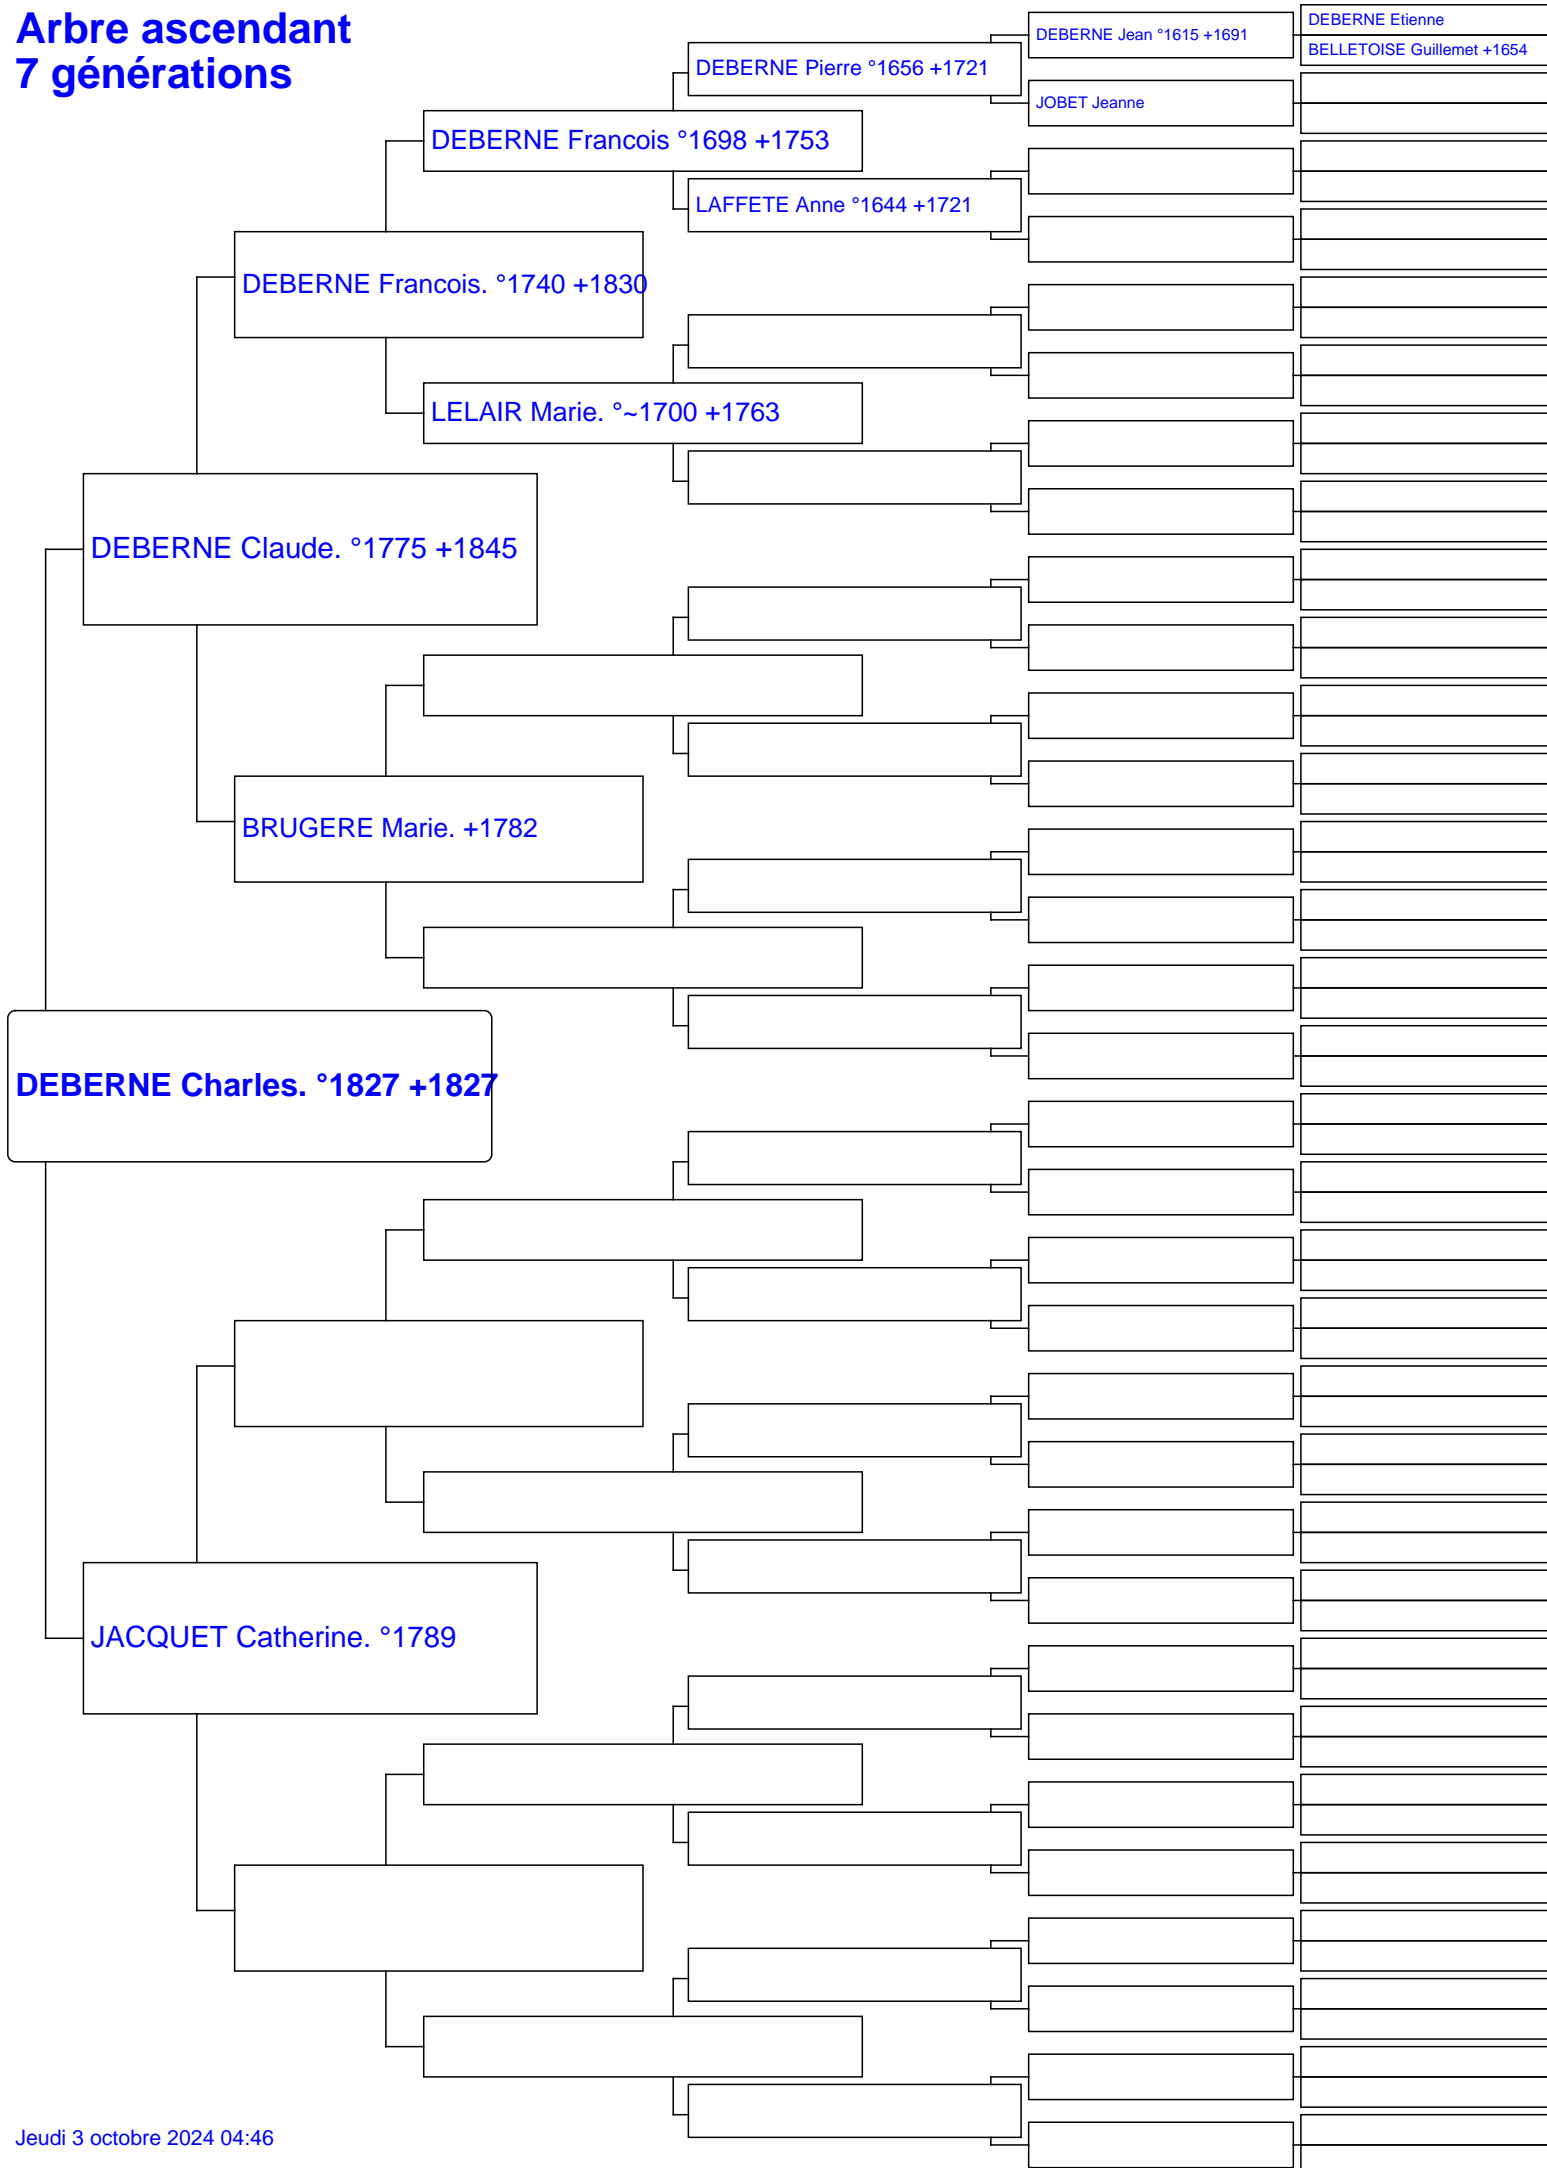 Arbre ascendant
7 générations
DEBERNE Etienne
DEBERNE Jean °1615 +1691
BELLETOISE Guillemet +1654
DEBERNE Pierre °1656 +1721
JOBET Jeanne
DEBERNE Francois °1698 +1753
LAFFETE Anne °1644 +1721
DEBERNE Francois. °1740 +1830
LELAIR Marie. °~1700 +1763
DEBERNE Claude. °1775 +1845
BRUGERE Marie. +1782
DEBERNE Charles. °1827 +1827
JACQUET Catherine. °1789
Jeudi 3 octobre 2024 04:46